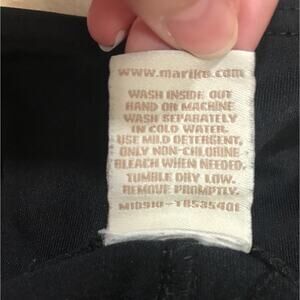 www.marika.com
WASH INSIDE OUT
HAND OR MACHINE
WASH SEPARATELY
IN COLD WATER.
USE MILD DETERGENT,
ONLY NON-CHLORINE
BLEACH WHEN NEEDED.
TUMBLE DRY LOW.
REMOVE PROMPTLY.